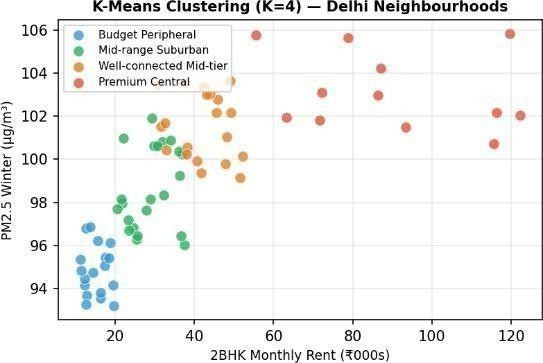 K-Means Clustering (K=4) — Delhi Neighbourhoods
106
104
102
100
98
96
94
PM2.5 Winter (µg/m³)
Budget Peripheral
Mid-range Suburban
Well-connected Mid-tier
Premium Central
20 40 60 80 100 120
2BHK Monthly Rent (₹000s)